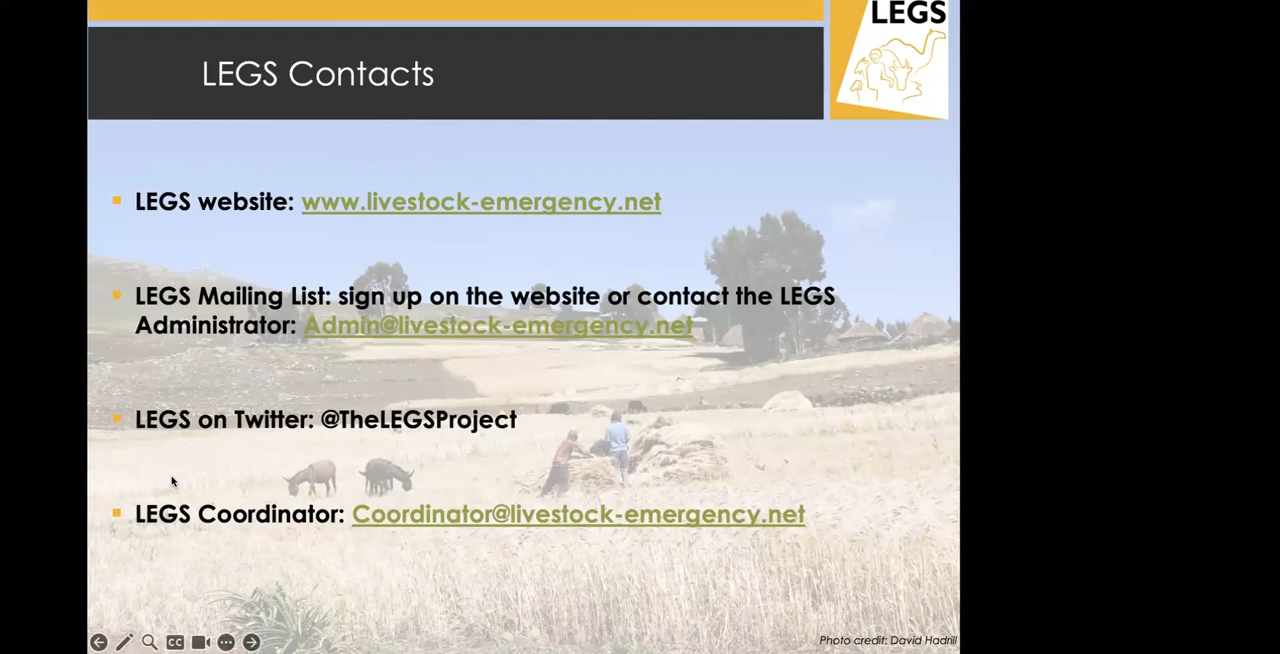 LEGS
LEGS Contacts
LEGS website: www.livestock-emergency.net
LEGS Mailing List: sign up on the website or contact the LEGS
Administrator: Admin@livestock-emergency.net
LEGS on Twitter: @TheLEGSProject
LEGS Coordinator: Coordinator@livestock-emergency.net
CC
Photo credit: David Hadrill